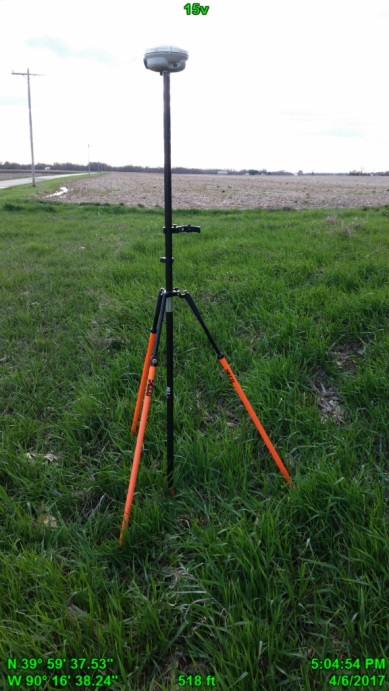 15v
N 39° 59' 37.53"
W 90° 16' 38.24"
518 ft
5:04:54 PM
4/6/2017